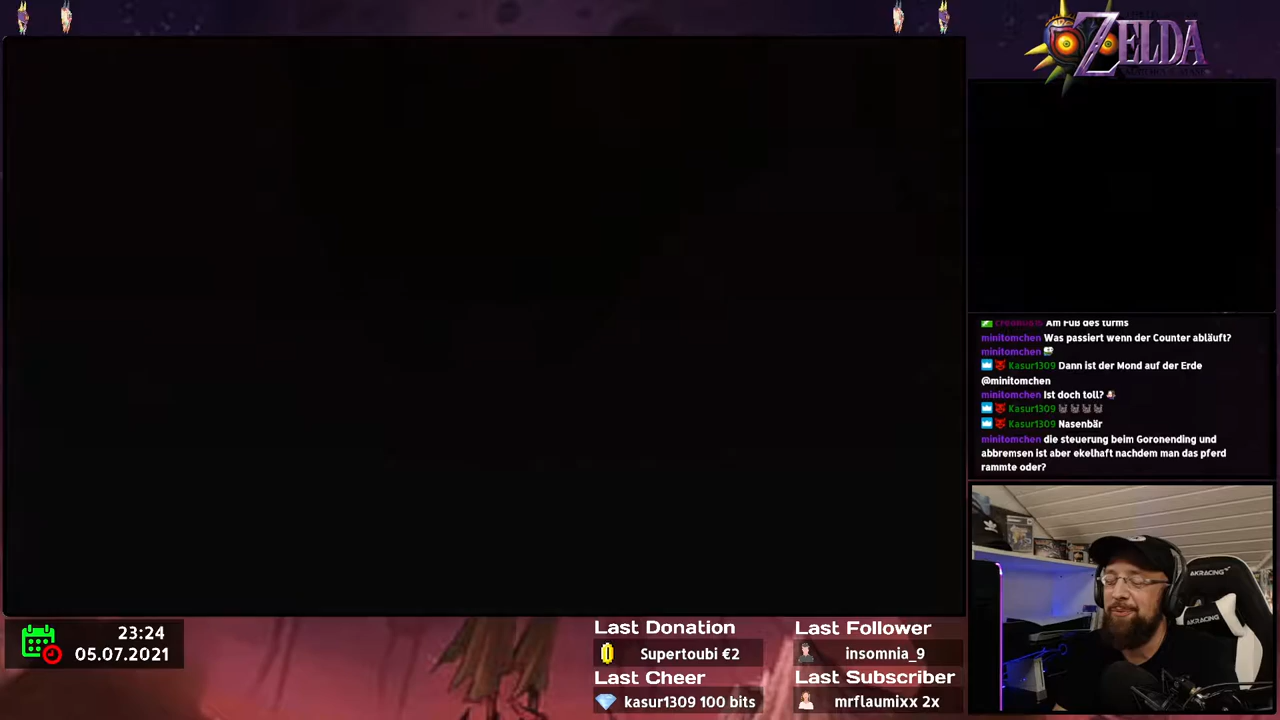 ZELDA
Am Fuß des turms
minitomchen Was passiert wenn der Counter abläuft?
minitomchen
Kasur1309 Dann ist der Mond auf der Erde
@minitomchen
minitomchen Ist doch toll?
Kasur1309
Kasur1309 Nasenbär
minitomchen die steuerung beim Goronending und
abbremsen ist aber ekelhaft nachdem man das pferd
rammte oder?
AKRACING
AKRACING
23:24
05.07.2021
Last Donation
Supertoubi €2
Last Cheer
kasur1309 100 bits
Last Follower
insomnia_9
Last Subscriber
mrflaumixx 2x